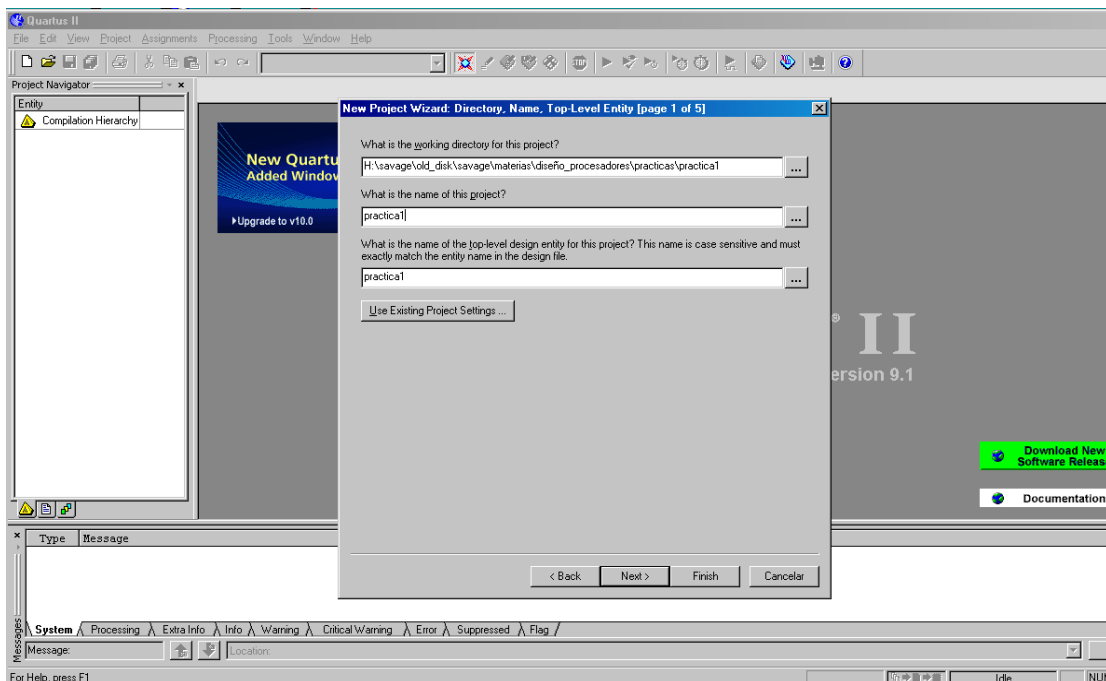 Quartus II
File Edit View Project Assignments Processing Tools Window Help
Project Navigator
Entity
Compilation Hierarchy
New Quartu
Added Window
Upgrade to v10.0
New Project Wizard: Directory, Name, Top-Level Entity [page 1 of 5]
What is the working directory for this project?
H:\savage\old_disk\savage\materias\diseño_procesadores\practicas\practica1
...
What is the name of this project?
practica1
...
What is the name of the top-level design entity for this project? This name is case sensitive and must
exactly match the entity name in the design file.
practica1
...
Use Existing Project Settings ...
® II
ersion 9.1
Download New
Software Releas
Documentation
< Back Next > Finish Cancelar
Type Message
System Processing Extra Info Info Warning Critical Warning Error Suppressed Flag
Messages
Message: Location:
For Help, press F1 Idle NUM